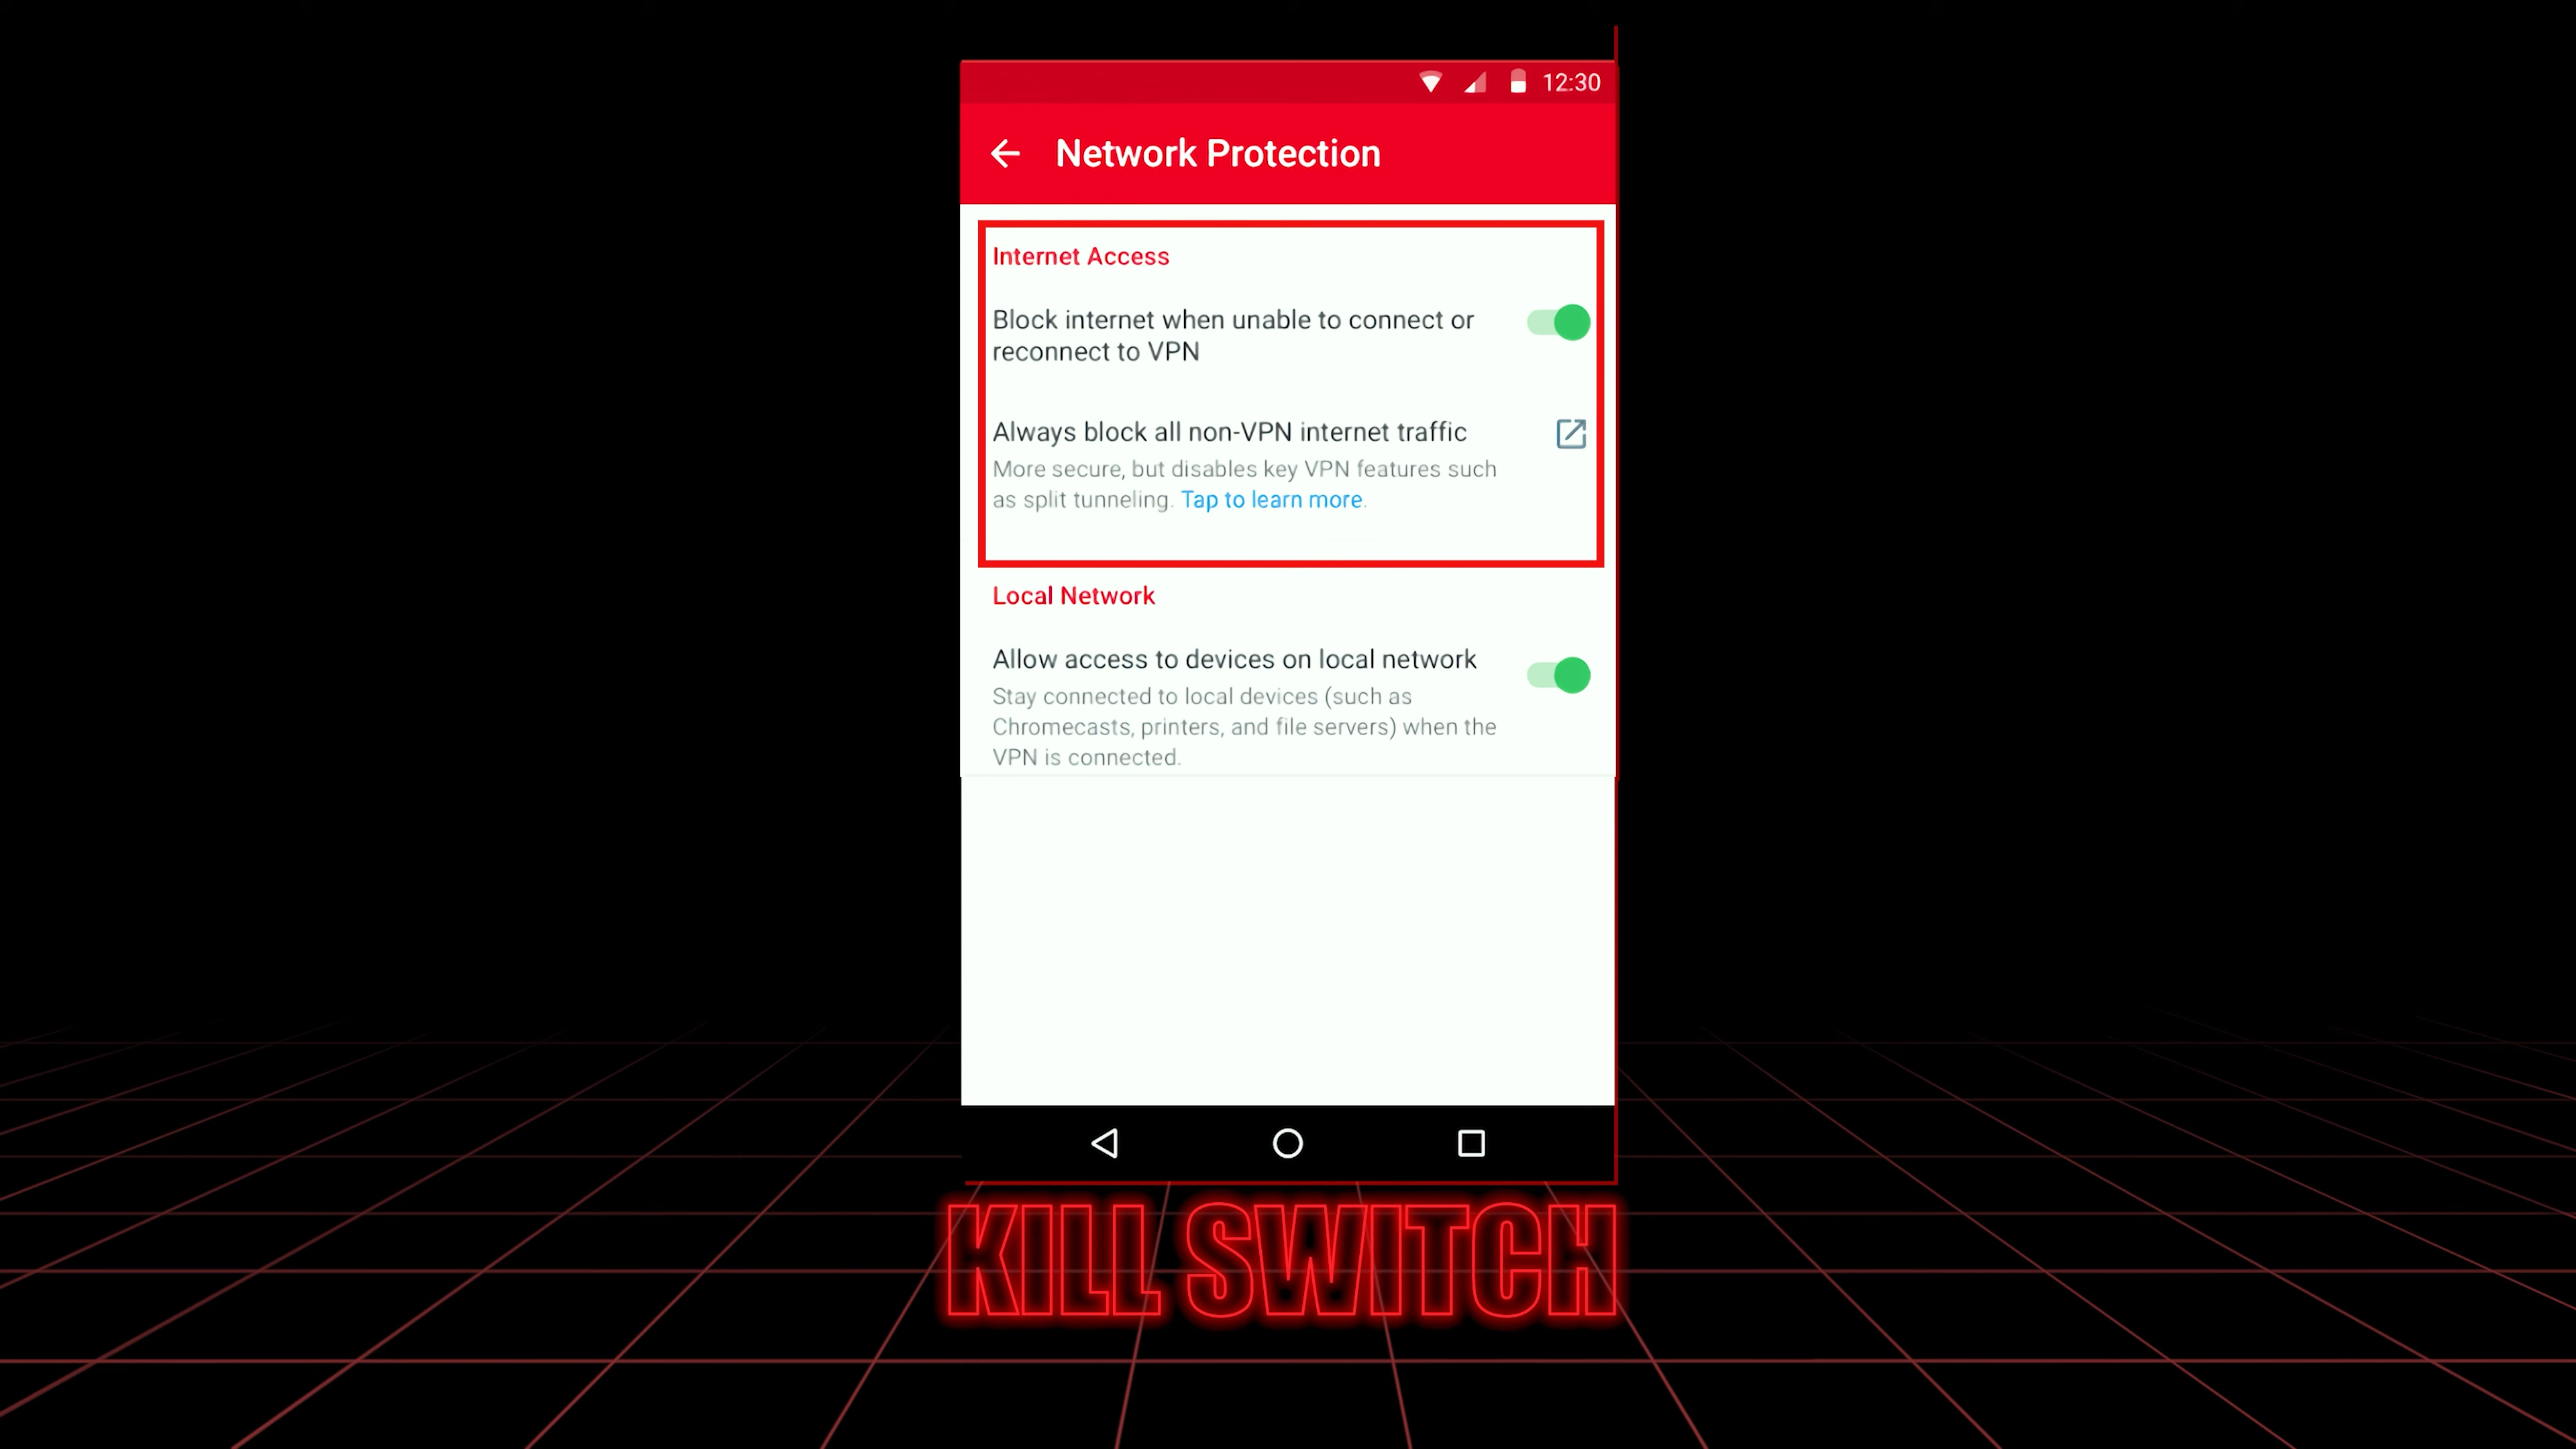 12:30
Network Protection
Internet Access
Block internet when unable to connect or
reconnect to VPN
Always block all non-VPN internet traffic
More secure, but disables key VPN features such
as split tunneling. Tap to learn more.
Local Network
Allow access to devices on local network
Stay connected to local devices (such as
Chromecasts, printers, and file servers) when the
VPN is connected.
KILL SWITCH